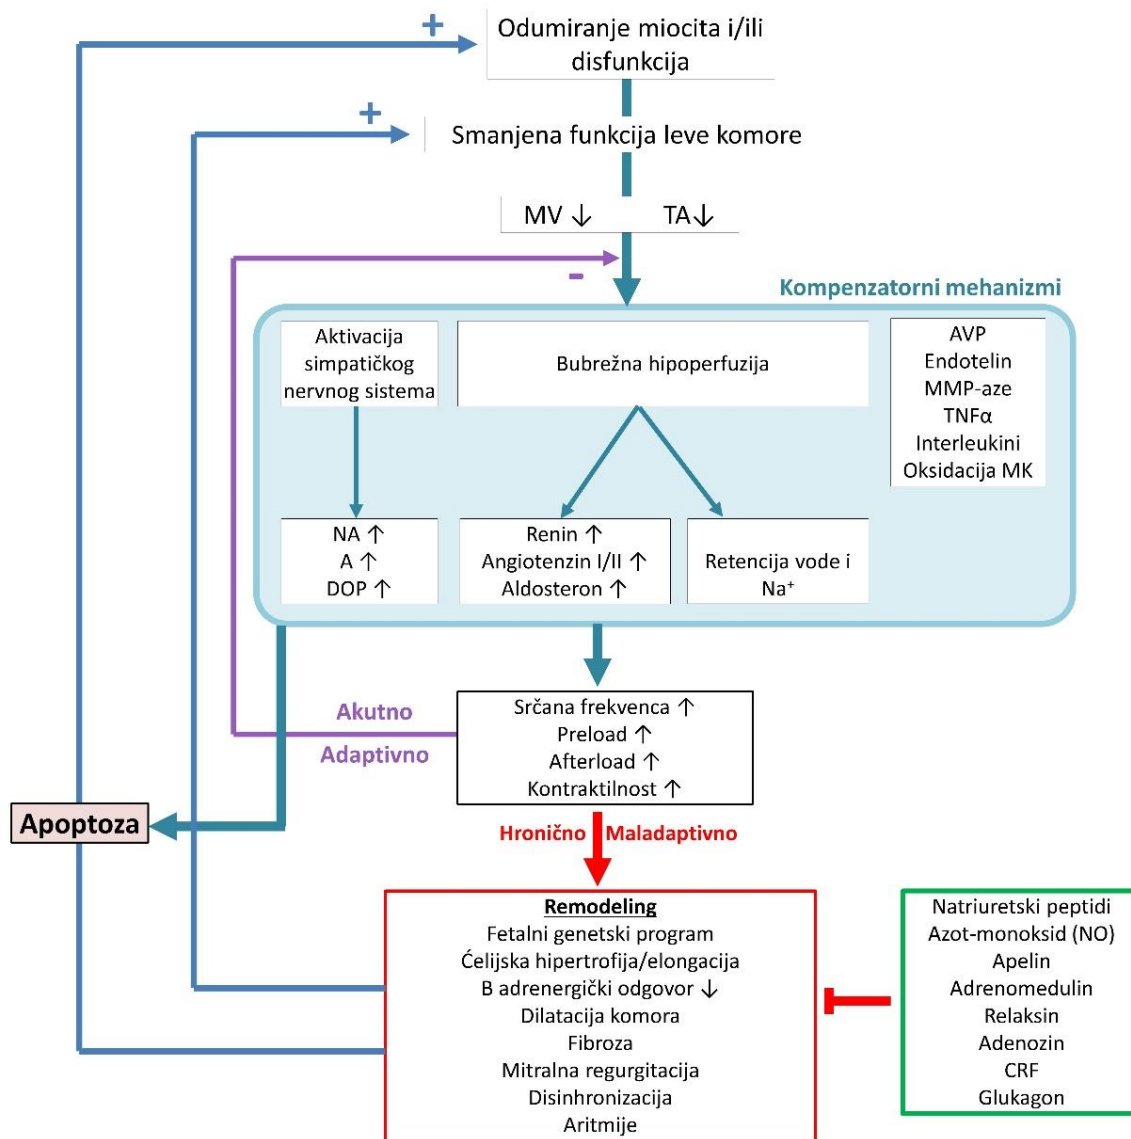 +
Odumiranje miocita i/ili
disfunkcija
+
Smanjena funkcija leve komore
MV ↓ TA↓
-
Kompenzatorni mehanizmi
Aktivacija
simpatičkog
nervnog sistema
Bubrežna hipoperfuzija
AVP
Endotelin
MMP-aze
TNFα
Interleukini
Oksidacija MK
NA ↑
A ↑
DOP ↑
Renin ↑
Angiotenzin I/II ↑
Aldosteron ↑
Retencija vode i
Na⁺
Akutno
Adaptivno
Srčana frekvenca ↑
Preload ↑
Afterload ↑
Kontraktilnost ↑
Apoptoza
Hronično Maladaptivno
Remodeling
Fetalni genetski program
Ćelijska hipertrofija/elongacija
B adrenergički odgovor ↓
Dilatacija komora
Fibroza
Mitralna regurgitacija
Disinhronizacija
Aritmije
Natriuretski peptidi
Azot-monoksid (NO)
Apelin
Adrenomedulin
Relaksin
Adenozin
CRF
Glukagon